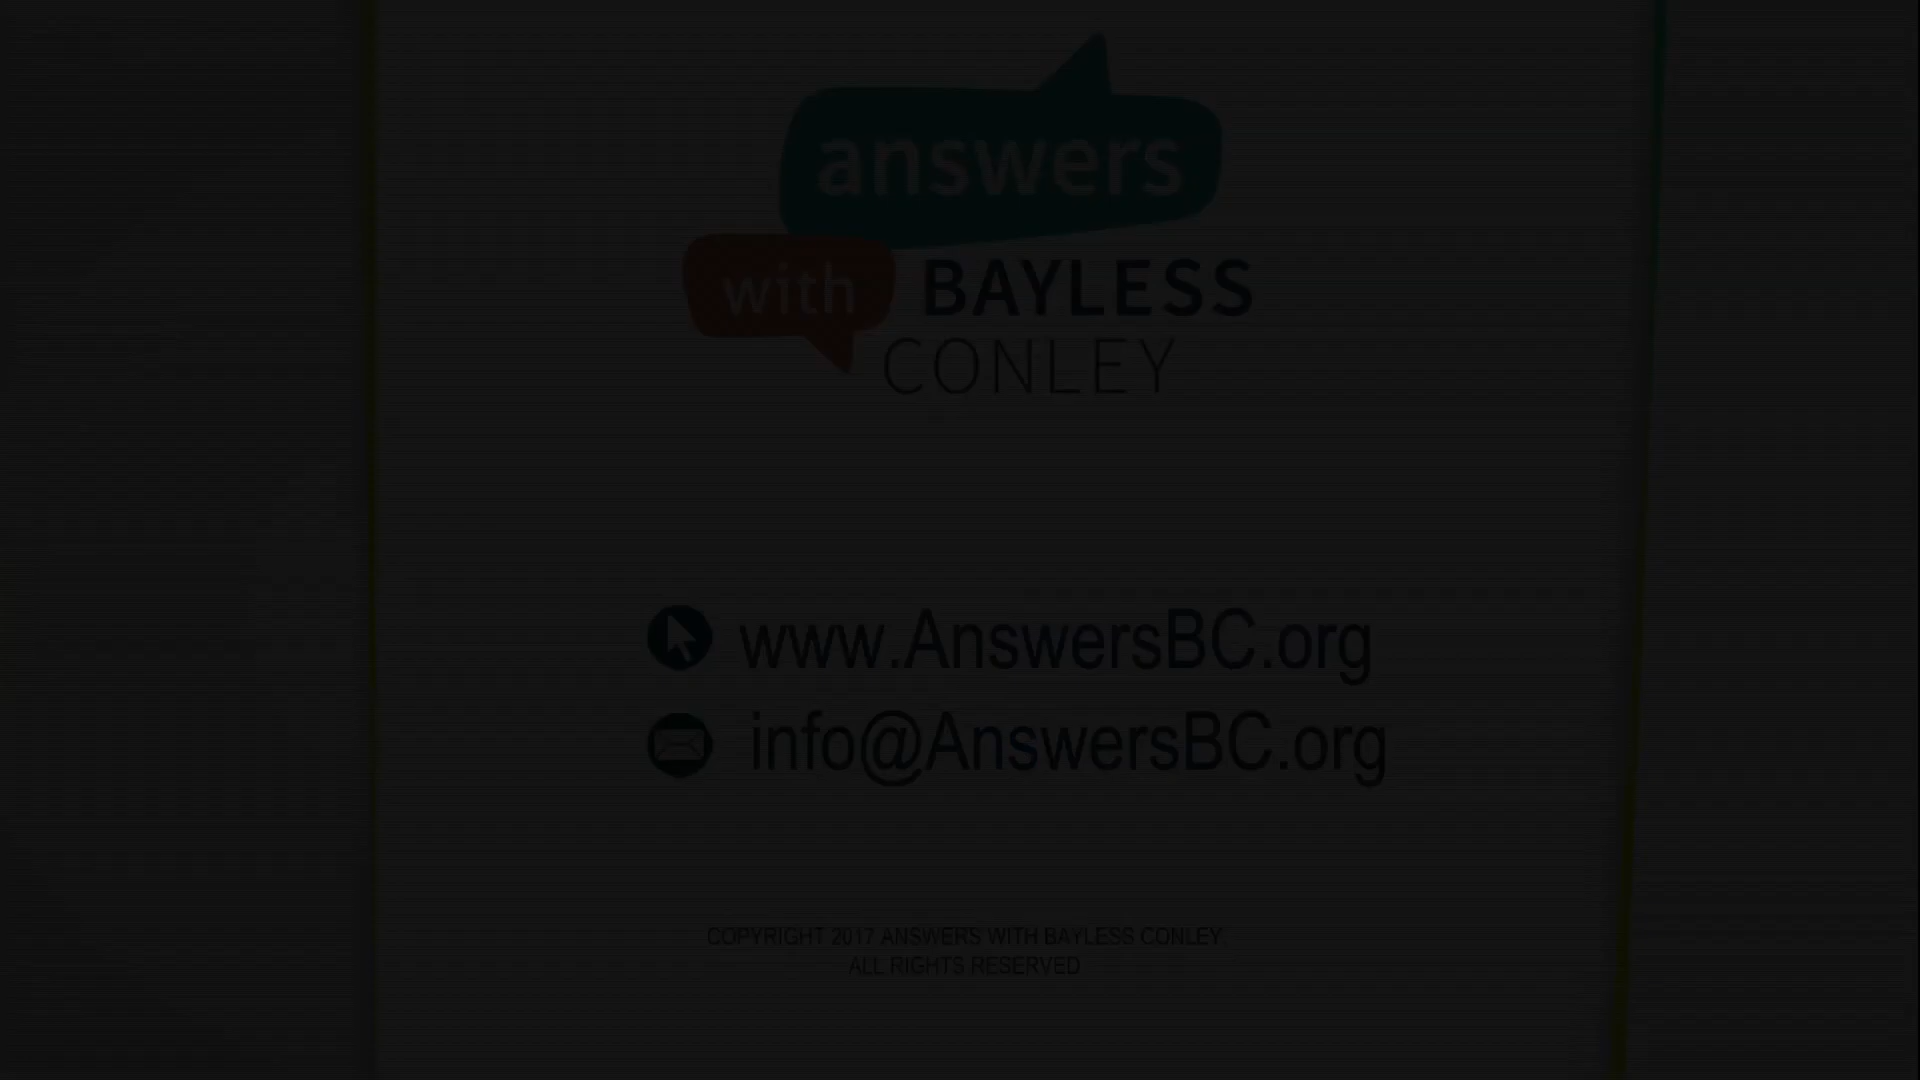 answers
with BAYLESS
CONLEY
www.AnswersBC.org
info@AnswersBC.org
COPYRIGHT 2017 ANSWERS WITH BAYLESS CONLEY.
ALL RIGHTS RESERVED